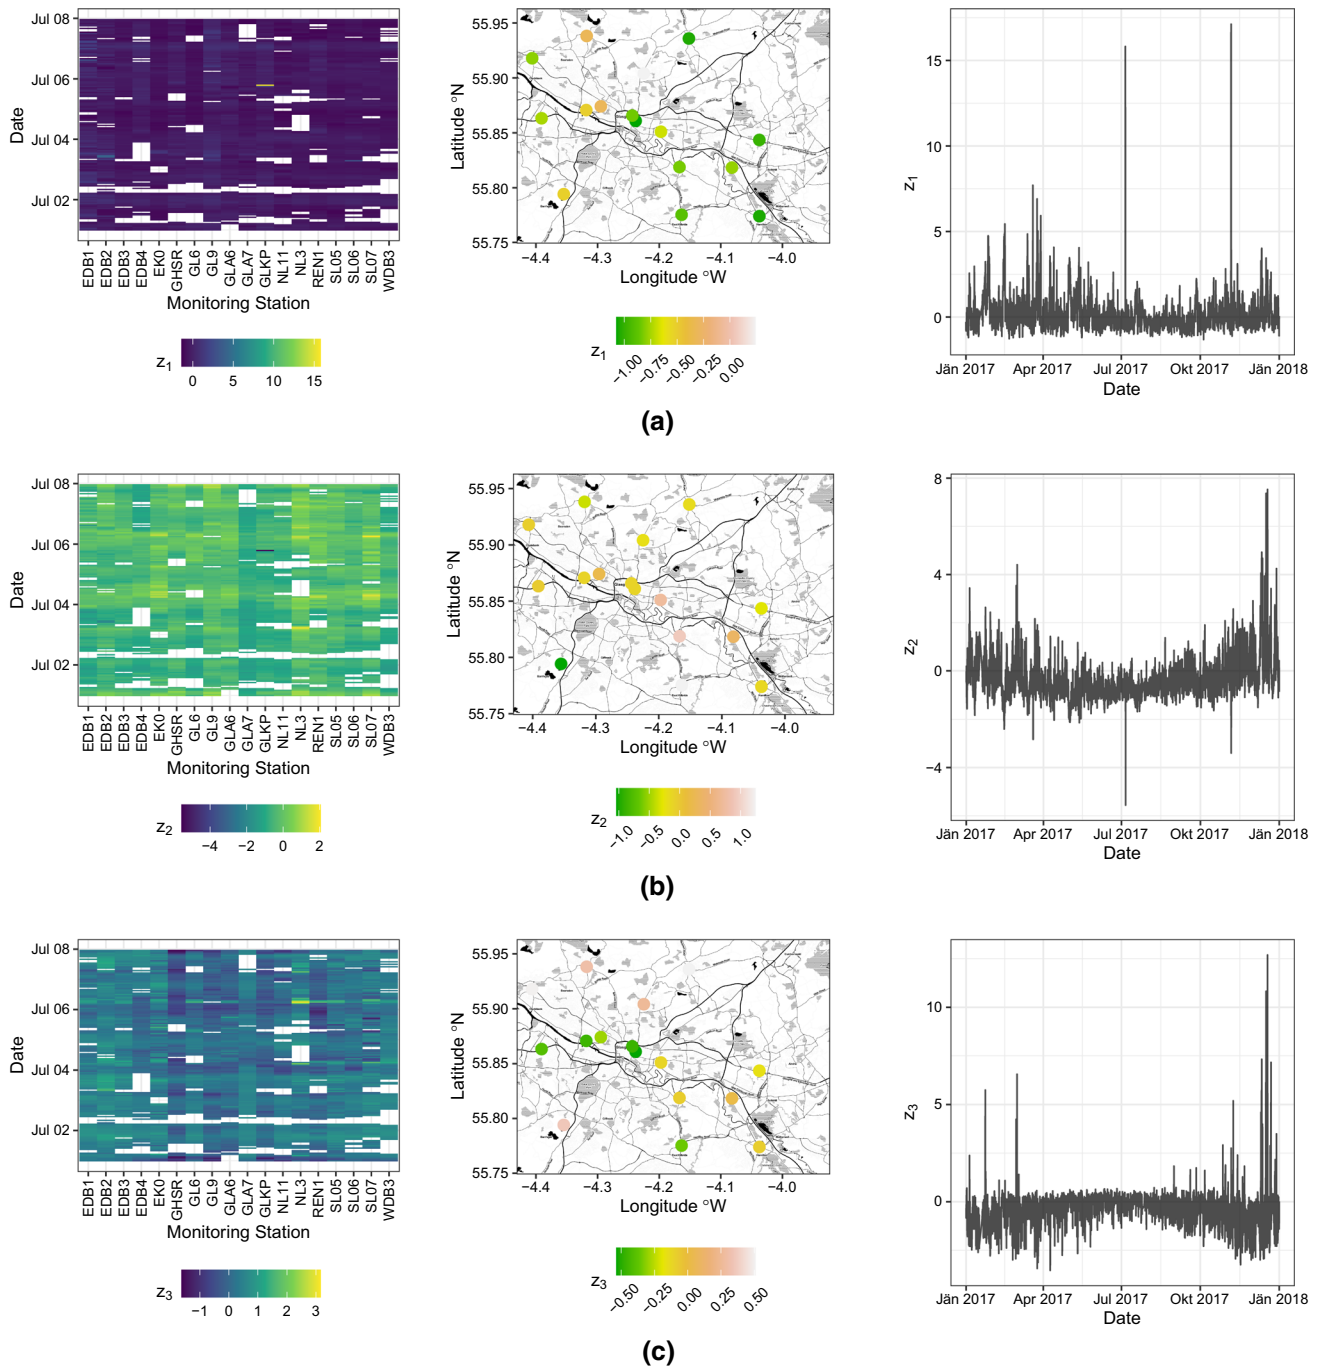 Jul 08
Jul 06
Jul 04
Jul 02
Date
EDB1
EDB2
EDB3
EDB4
EK0
GHSR
GL6
GL9
GLA6
GLA7
GLKP
NL11
NL3
REN1
SL05
SL06
SL07
WDB3
Monitoring Station
z1
0 5 10 15
55.95
55.90
55.85
55.80
55.75
Latitude °N
−4.4 −4.3 −4.2 −4.1 −4.0
Longitude °W
z1
−1.00 −0.75 −0.50 −0.25 0.00
15
10
5
0
z1
Jän 2017 Apr 2017 Jul 2017 Okt 2017 Jän 2018
Date
(a)
Jul 08
Jul 06
Jul 04
Jul 02
Date
EDB1
EDB2
EDB3
EDB4
EK0
GHSR
GL6
GL9
GLA6
GLA7
GLKP
NL11
NL3
REN1
SL05
SL06
SL07
WDB3
Monitoring Station
z2
−4 −2 0 2
55.95
55.90
55.85
55.80
55.75
Latitude °N
−4.4 −4.3 −4.2 −4.1 −4.0
Longitude °W
z2
−1.0 −0.5 0.0 0.5 1.0
8
4
0
−4
z2
Jän 2017 Apr 2017 Jul 2017 Okt 2017 Jän 2018
Date
(b)
Jul 08
Jul 06
Jul 04
Jul 02
Date
EDB1
EDB2
EDB3
EDB4
EK0
GHSR
GL6
GL9
GLA6
GLA7
GLKP
NL11
NL3
REN1
SL05
SL06
SL07
WDB3
Monitoring Station
z3
−1 0 1 2 3
55.95
55.90
55.85
55.80
55.75
Latitude °N
−4.4 −4.3 −4.2 −4.1 −4.0
Longitude °W
z3
−0.50 −0.25 0.00 0.25 0.50
10
5
0
z3
Jän 2017 Apr 2017 Jul 2017 Okt 2017 Jän 2018
Date
(c)